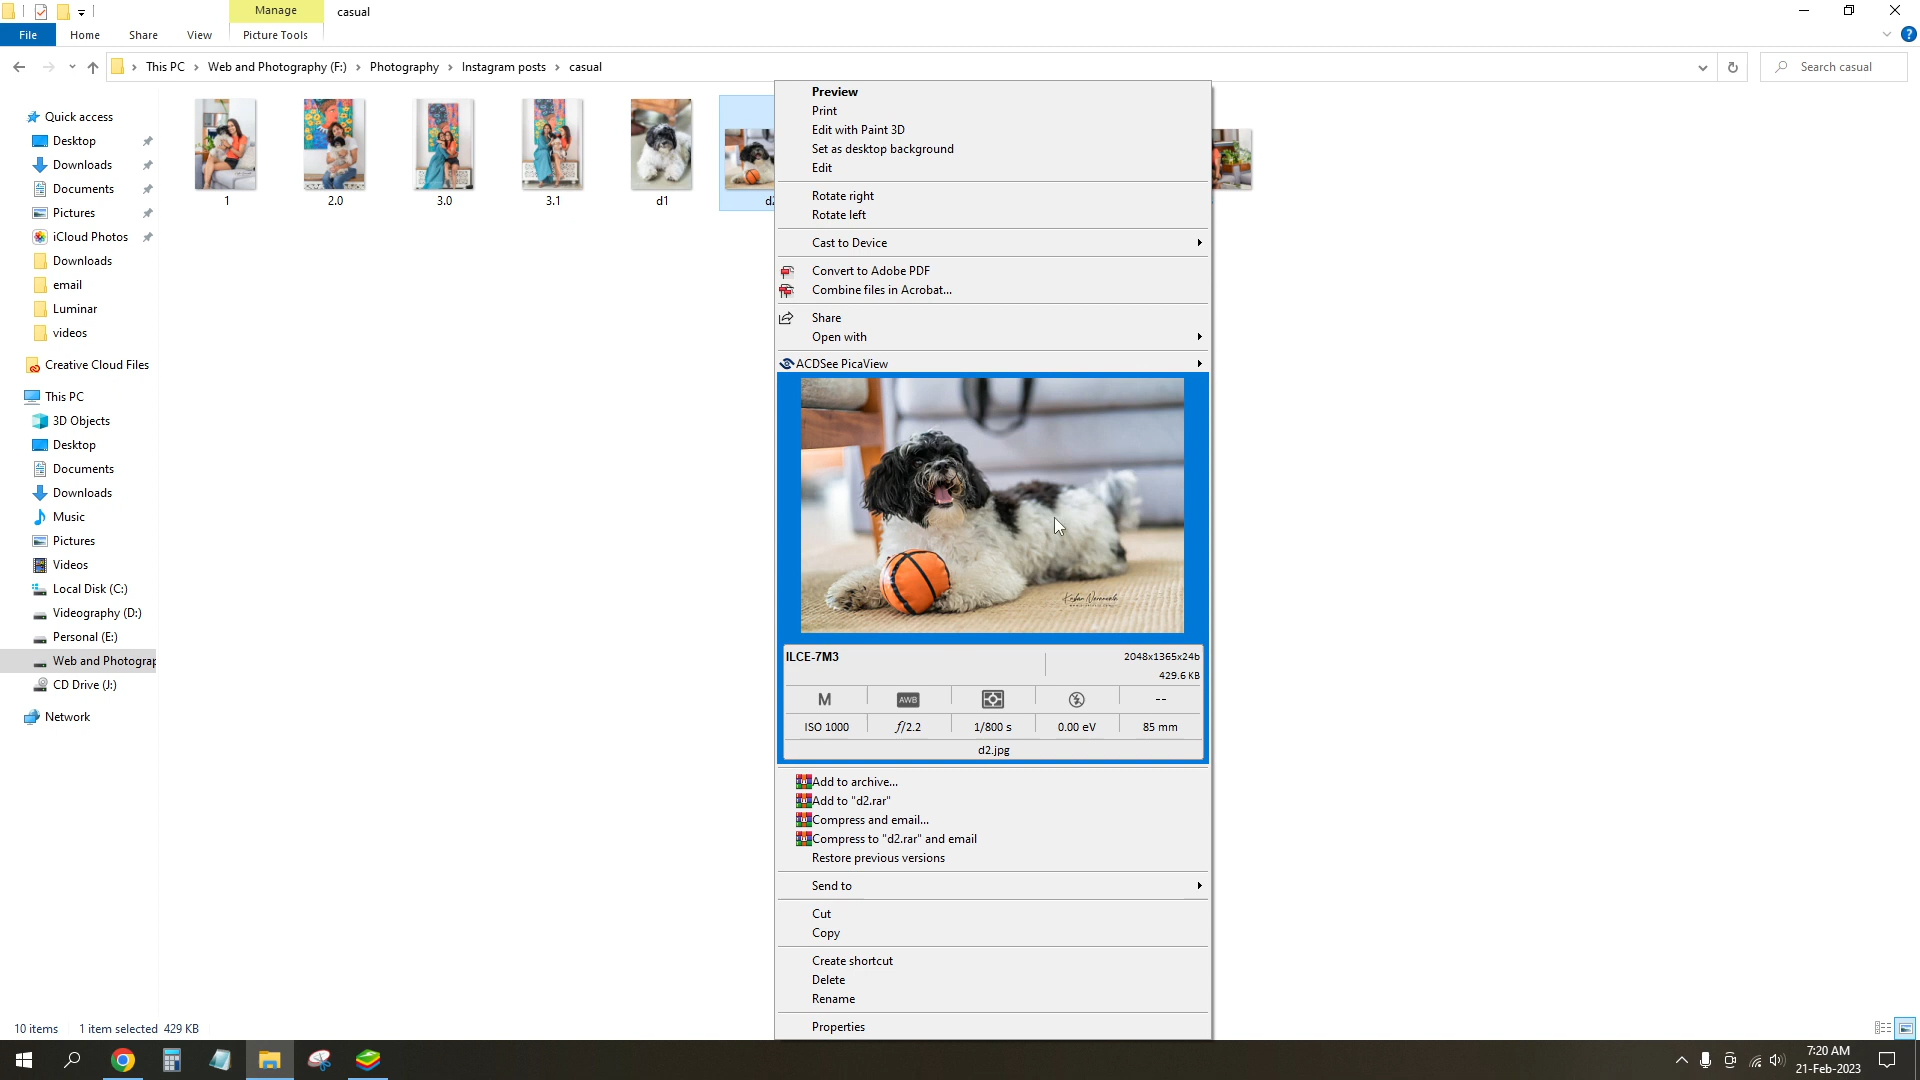 Manage
casual
File
Home
Share
View
Picture Tools
This PC
Web and Photography (F:)
Photography
Instagram posts
casual
Search casual
Quick access
Desktop
Downloads
Documents
Pictures
iCloud Photos
Downloads
email
Luminar
videos
Creative Cloud Files
This PC
3D Objects
Desktop
Documents
Downloads
Music
Pictures
Videos
Local Disk (C:)
Videography (D:)
Personal (E:)
Web and Photograp
CD Drive (J:)
Network
1
2.0
3.0
3.1
d1
Preview
Print
Edit with Paint 3D
Set as desktop background
Edit
Rotate right
Rotate left
Cast to Device
Convert to Adobe PDF
Combine files in Acrobat...
Share
Open with
ACDSee PicaView
ILCE-7M3
2048x1365x24b
429.6 KB
M
AWB
--
ISO 1000
f/2.2
1/800 s
0.00 eV
85 mm
d2.jpg
Add to archive...
Add to "d2.rar"
Compress and email...
Compress to "d2.rar" and email
Restore previous versions
Send to
Cut
Copy
Create shortcut
Delete
Rename
Properties
10 items
1 item selected 429 KB
7:20 AM
21-Feb-2023